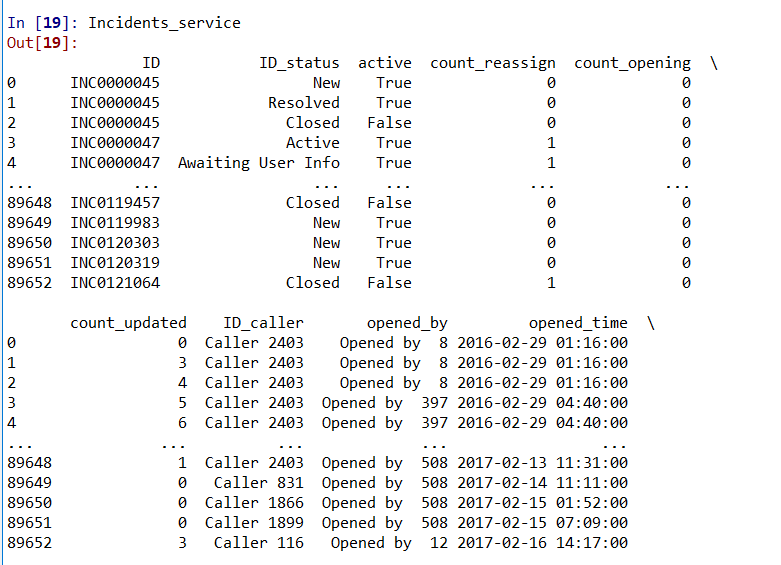 In [19]: Incidents_service
Out[19]:
ID ID_status active count_reassign count_opening \
0 INC0000045 New True 0 0
1 INC0000045 Resolved True 0 0
2 INC0000045 Closed False 0 0
3 INC0000047 Active True 1 0
4 INC0000047 Awaiting User Info True 1 0
... ... ... ... ... ...
89648 INC0119457 Closed False 0 0
89649 INC0119983 New True 0 0
89650 INC0120303 New True 0 0
89651 INC0120319 New True 0 0
89652 INC0121064 Closed False 1 0
count_updated ID_caller opened_by opened_time \
0 0 Caller 2403 Opened by 8 2016-02-29 01:16:00
1 3 Caller 2403 Opened by 8 2016-02-29 01:16:00
2 4 Caller 2403 Opened by 8 2016-02-29 01:16:00
3 5 Caller 2403 Opened by 397 2016-02-29 04:40:00
4 6 Caller 2403 Opened by 397 2016-02-29 04:40:00
... ... ... ... ...
89648 1 Caller 2403 Opened by 508 2017-02-13 11:31:00
89649 0 Caller 831 Opened by 508 2017-02-14 11:11:00
89650 0 Caller 1866 Opened by 508 2017-02-15 01:52:00
89651 0 Caller 1899 Opened by 508 2017-02-15 07:09:00
89652 3 Caller 116 Opened by 12 2017-02-16 14:17:00